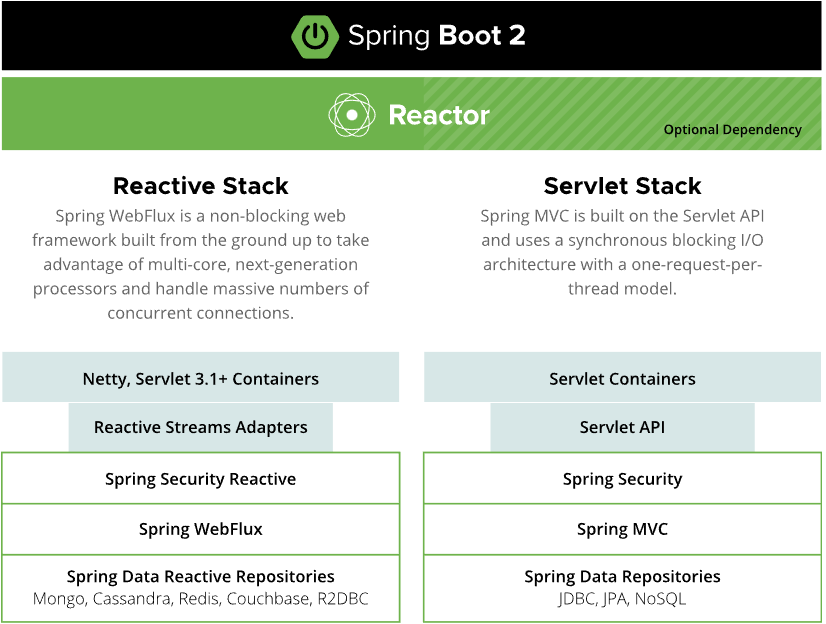 Spring Boot 2
Reactor
Optional Dependency
Reactive Stack
Spring WebFlux is a non-blocking web
framework built from the ground up to take
advantage of multi-core, next-generation
processors and handle massive numbers of
concurrent connections.
Servlet Stack
Spring MVC is built on the Servlet API
and uses a synchronous blocking I/O
architecture with a one-request-per-
thread model.
Netty, Servlet 3.1+ Containers
Reactive Streams Adapters
Spring Security Reactive
Spring WebFlux
Spring Data Reactive Repositories
Mongo, Cassandra, Redis, Couchbase, R2DBC
Servlet Containers
Servlet API
Spring Security
Spring MVC
Spring Data Repositories
JDBC, JPA, NoSQL